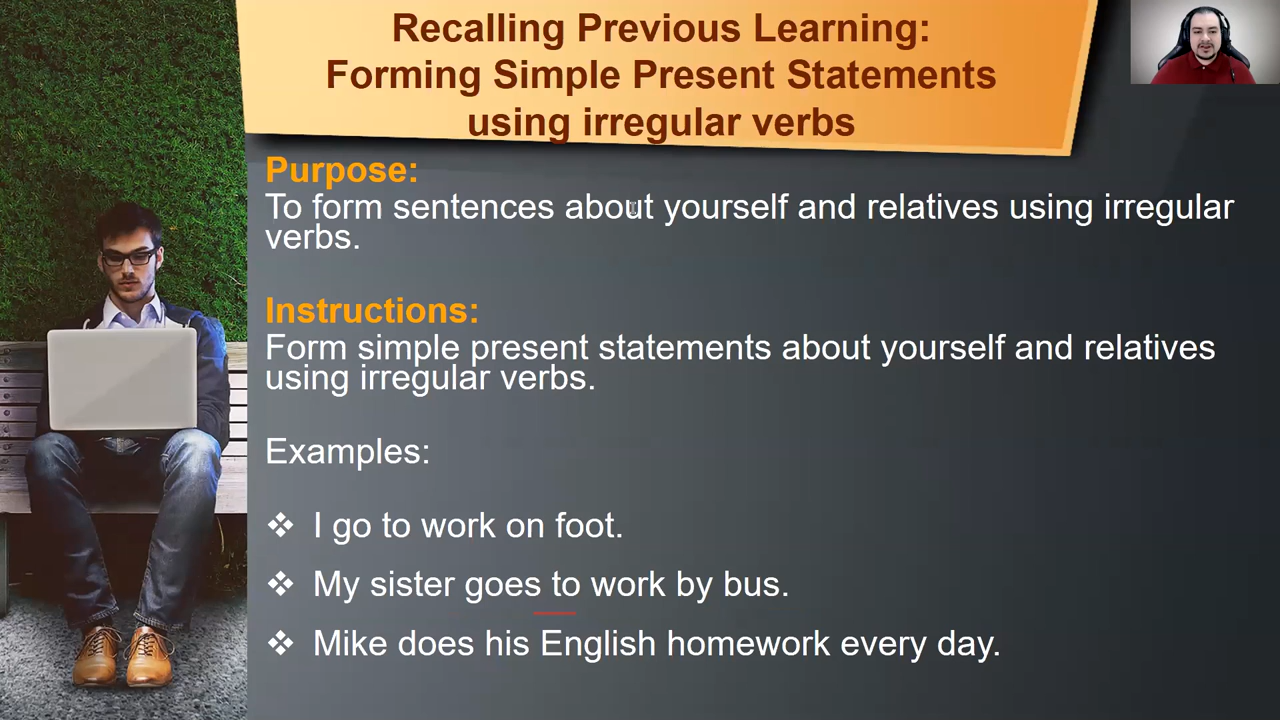 Recalling Previous Learning:
Forming Simple Present Statements
using irregular verbs
Purpose:
To form sentences about yourself and relatives using irregular
verbs.
Instructions:
Form simple present statements about yourself and relatives
using irregular verbs.
Examples:
❖ I go to work on foot.
❖ My sister goes to work by bus.
❖ Mike does his English homework every day.